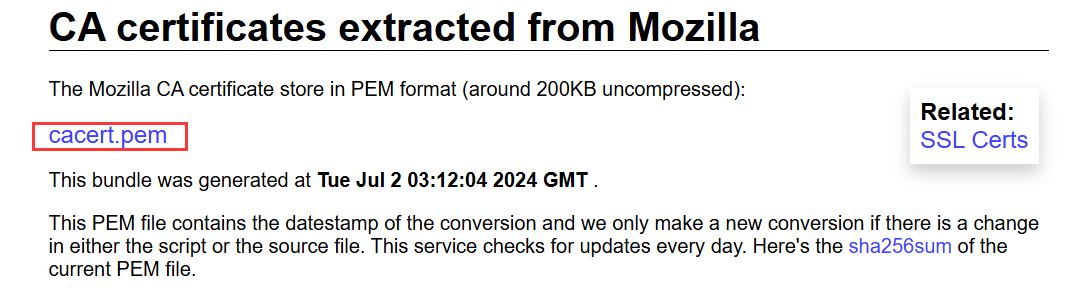 CA certificates extracted from Mozilla
The Mozilla CA certificate store in PEM format (around 200KB uncompressed):
Related:
SSL Certs
cacert.pem
This bundle was generated at Tue Jul 2 03:12:04 2024 GMT .
This PEM file contains the datestamp of the conversion and we only make a new conversion if there is a change
in either the script or the source file. This service checks for updates every day. Here's the sha256sum of the
current PEM file.